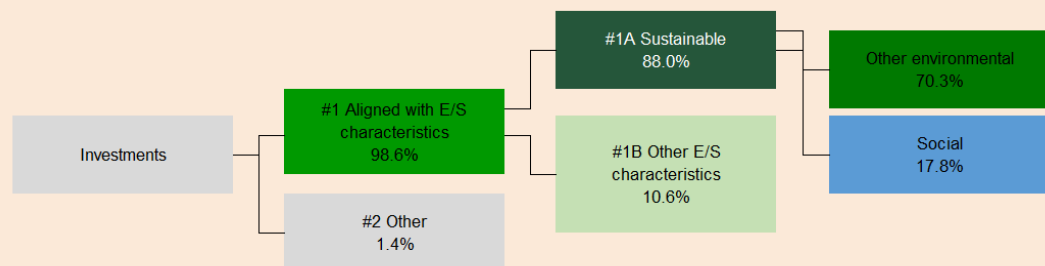 Investments
#1 Aligned with E/S
characteristics
98.6%
#2 Other
1.4%
#1A Sustainable
88.0%
#1B Other E/S
characteristics
10.6%
Other environmental
70.3%
Social
17.8%